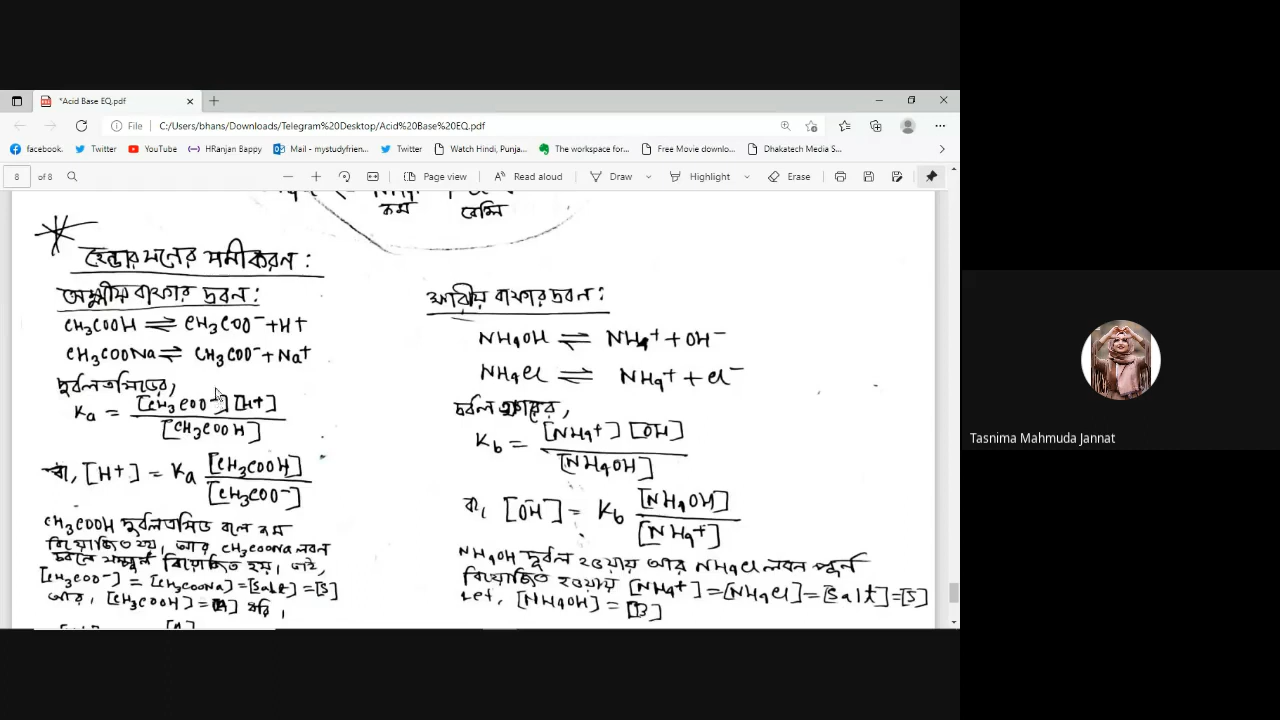 *Acid Base EQ.pdf
File C:/Users/bhans/Downloads/Telegram%20Desktop/Acid%20Base%20EQ.pdf
facebook. Twitter YouTube HRanjan Bappy Mail - mystudyfrien... Twitter Watch Hindi, Punja... The workspace for... Free Movie downlo... Dhakatech Media S...
8 of 8 Page view Read aloud Draw Highlight Erase
কম বেশি
হেন্ডারসনের সমীকরণ:
অম্লীয় বাফার দ্রবন:
CH₃COOH ⇌ CH₃COO⁻ + H⁺
CH₃COONa ⇌ CH₃COO⁻ + Na⁺
দুর্বল এসিডের,
Ka = [CH₃COO⁻][H⁺] / [CH₃COOH]
বা, [H⁺] = Ka [CH₃COOH] / [CH₃COO⁻]
CH₃COOH দুর্বল এসিড বলে কম
বিয়োজিত হয়, আর CH₃COONa লবন
দ্রবনে সম্পূর্ণ বিয়োজিত হয়। তাই,
[CH₃COO⁻] = [CH₃COONa] = [Salt] = [S]
আর, [CH₃COOH] = [A] ধরি।
[A]
ক্ষারীয় বাফার দ্রবন:
NH₄OH ⇌ NH₄⁺ + OH⁻
NH₄Cl ⇌ NH₄⁺ + Cl⁻
দুর্বল ক্ষারের,
Kb = [NH₄⁺][OH] / [NH₄OH]
বা, [OH⁻] = Kb [NH₄OH] / [NH₄⁺]
NH₄OH দুর্বল হওয়ায় আর NH₄Cl লবন পূর্ন
বিয়োজিত হওয়ায় [NH₄⁺] = [NH₄Cl] = [Salt] = [S]
Let, [NH₄OH] = [B]
Tasnima Mahmuda Jannat